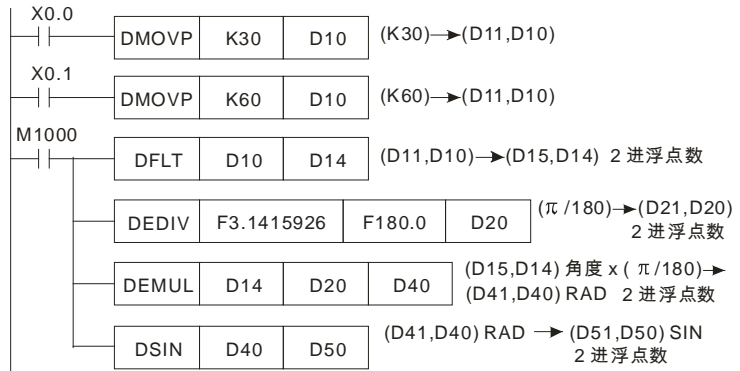 X0.0
DMOVP K30 D10 (K30)→(D11,D10)
X0.1
DMOVP K60 D10 (K60)→(D11,D10)
M1000
DFLT D10 D14 (D11,D10)→(D15,D14) 2 进浮点数
DEDIV F3.1415926 F180.0 D20 (π/180)→(D21,D20)
2 进浮点数
DEMUL D14 D20 D40 (D15,D14) 角度 x ( π/180)→
(D41,D40) RAD 2 进浮点数
DSIN D40 D50 (D41,D40) RAD → (D51,D50) SIN
2 进浮点数